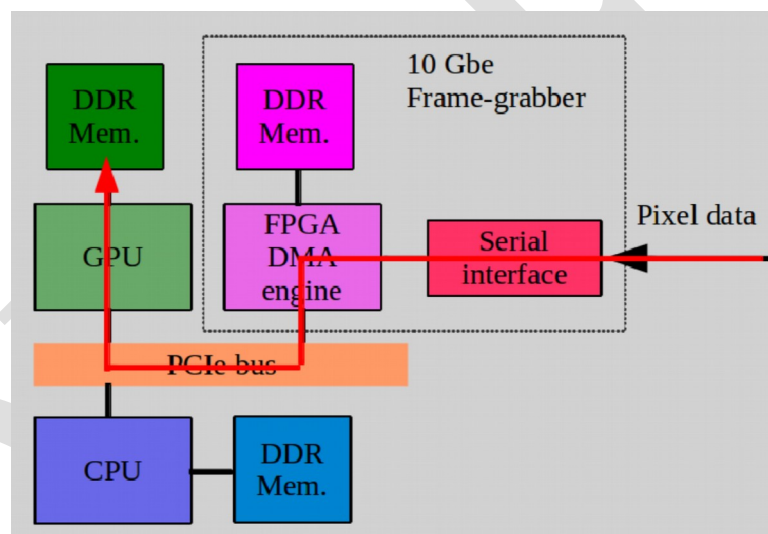 DDR
Mem.
DDR
Mem.
10 Gbe
Frame-grabber
GPU
FPGA
DMA
engine
Serial
interface
Pixel data
PCIe bus
CPU
DDR
Mem.